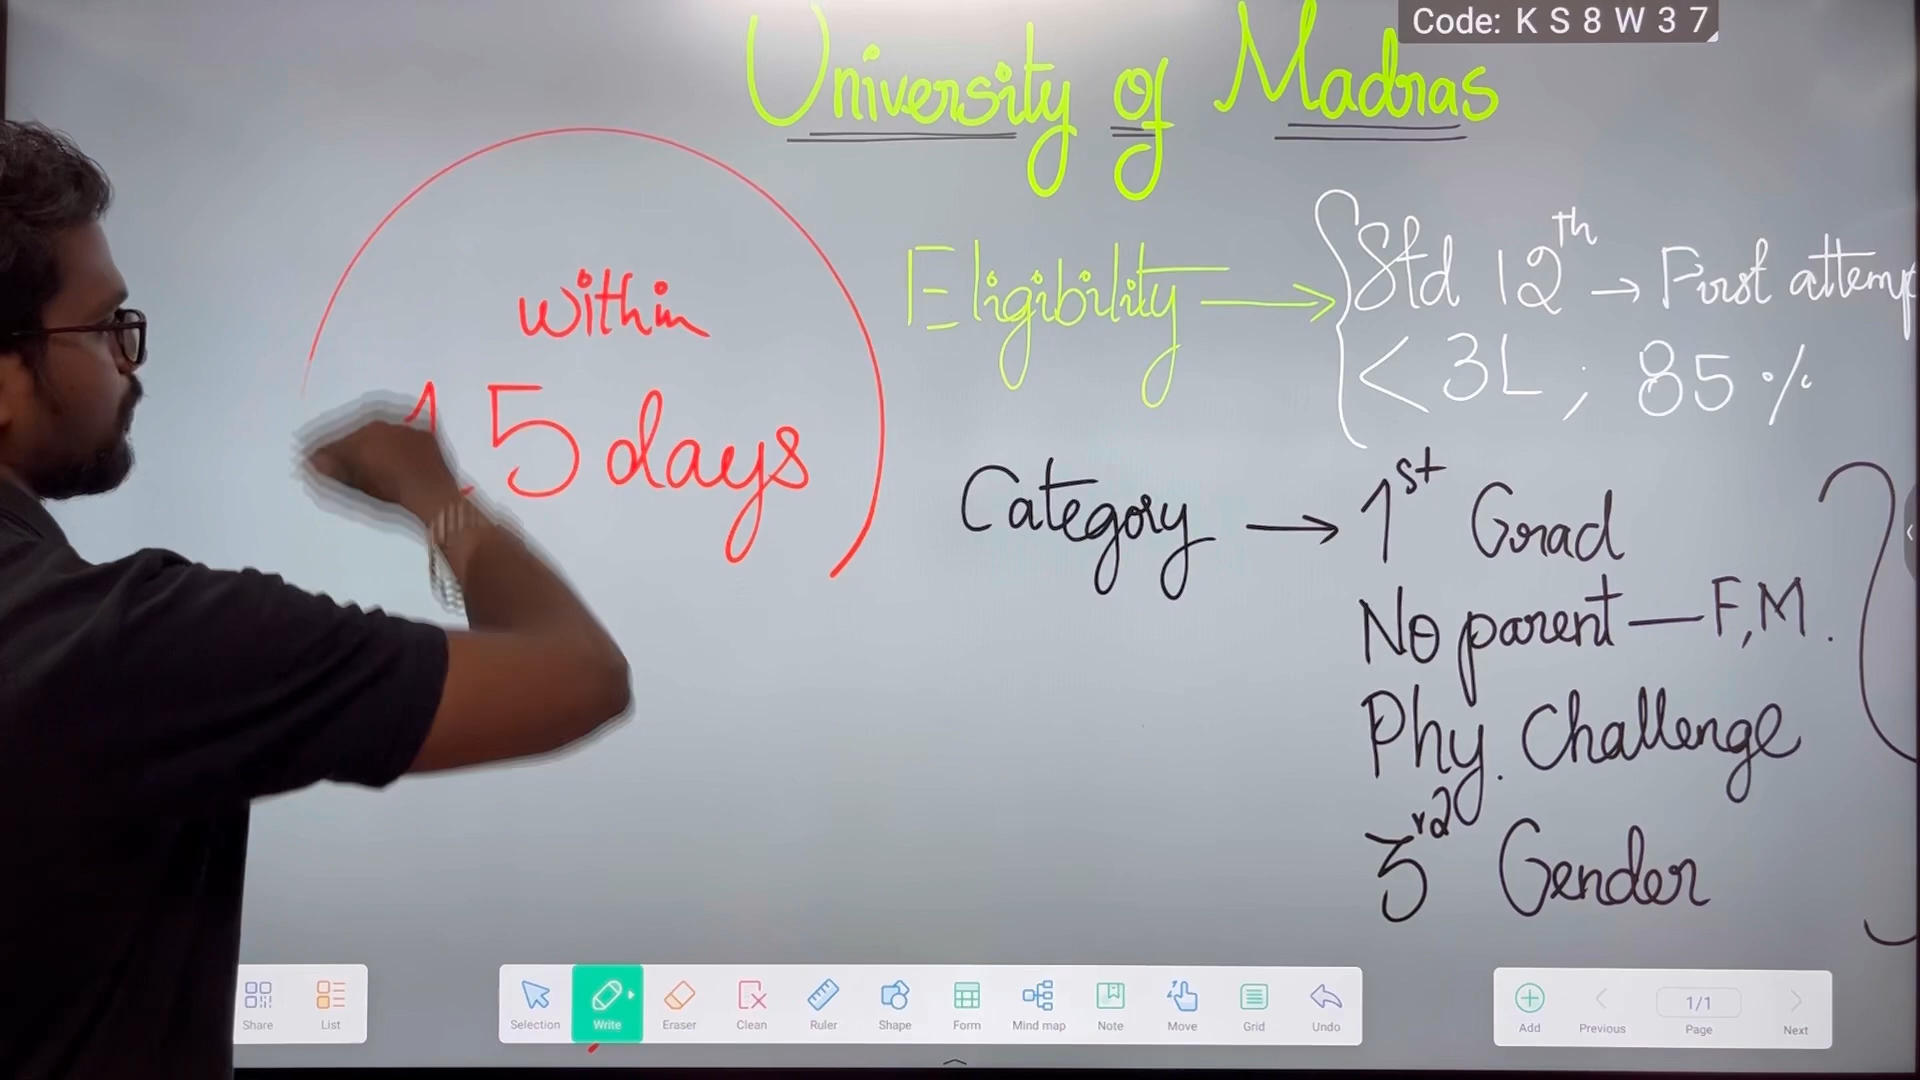 Code: K S 8 W 3 7
University of Madras
within
15 days
Eligibility → Std 12th → First attempt
< 3L ; 85 %
Category → 1st Grad
No parent — F, M.
Phy. Challenge
3rd Gender
Share
List
Selection
Write
Eraser
Clean
Ruler
Shape
Form
Mind map
Note
Move
Grid
Undo
Add
Previous
1/1
Page
Next